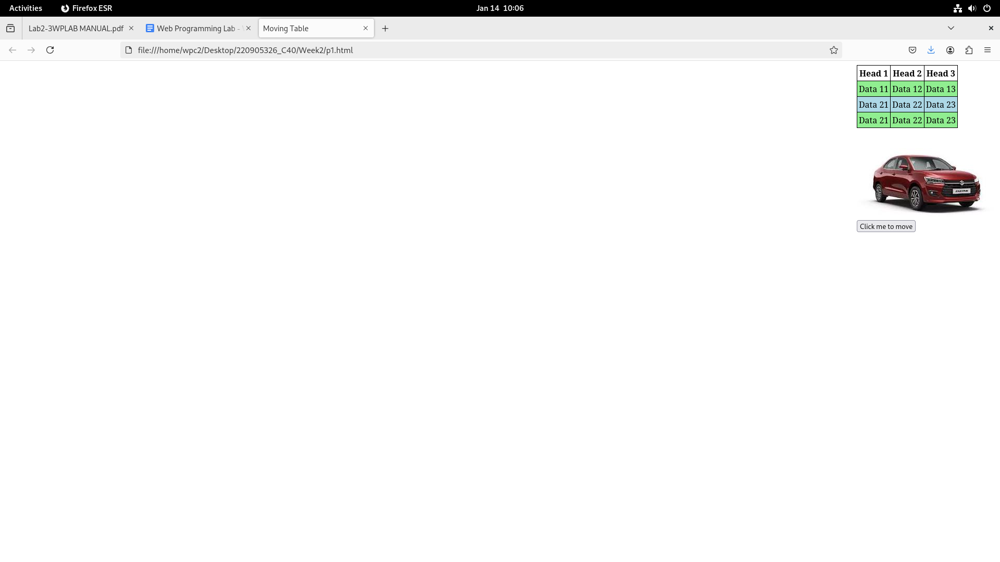 Activities Firefox ESR Jan 14 10:06
Lab2-3WPLAB MANUAL.pdf Web Programming Lab - Moving Table
file:///home/wpc2/Desktop/220905326_C40/Week2/p1.html
Head 1 Head 2 Head 3
Data 11 Data 12 Data 13
Data 21 Data 22 Data 23
Data 21 Data 22 Data 23
DZIRE
Click me to move